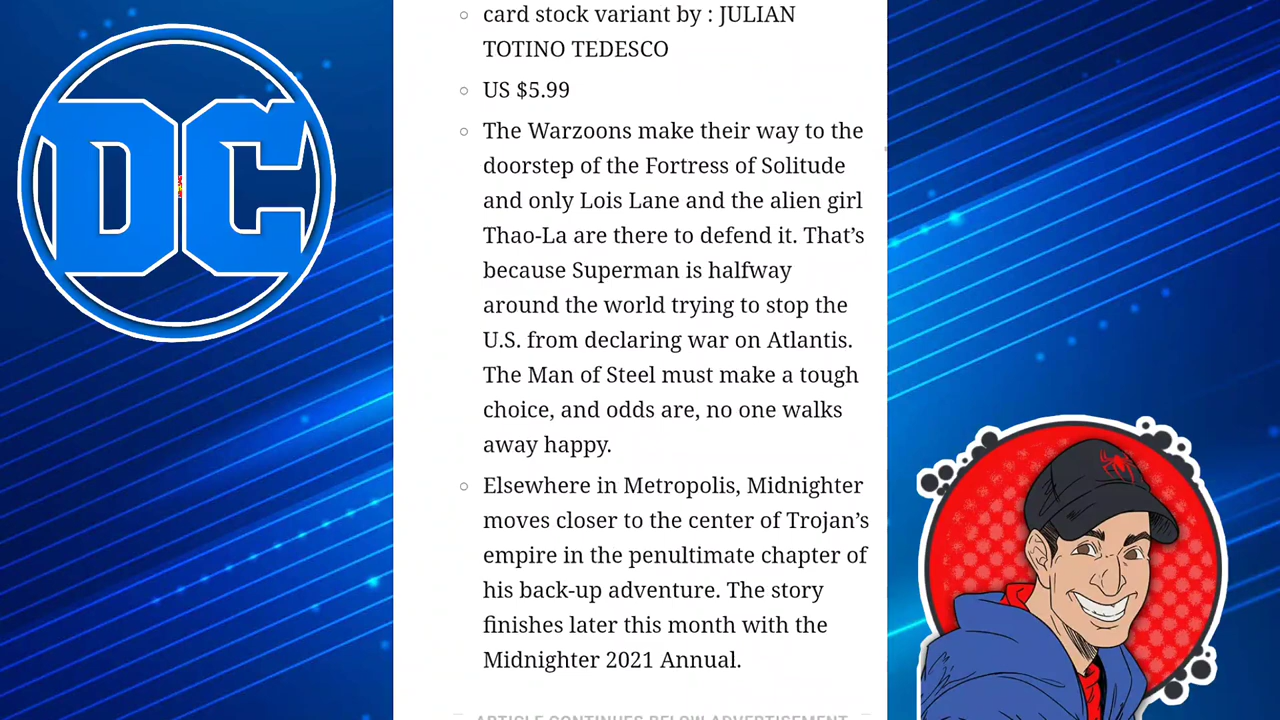 DC
card stock variant by : JULIAN
TOTINO TEDESCO
US $5.99
The Warzoons make their way to the
doorstep of the Fortress of Solitude
and only Lois Lane and the alien girl
Thao-La are there to defend it. That’s
because Superman is halfway
around the world trying to stop the
U.S. from declaring war on Atlantis.
The Man of Steel must make a tough
choice, and odds are, no one walks
away happy.
Elsewhere in Metropolis, Midnighter
moves closer to the center of Trojan’s
empire in the penultimate chapter of
his back-up adventure. The story
finishes later this month with the
Midnighter 2021 Annual.
ARTICLE CONTINUES BELOW ADVERTISEMENT